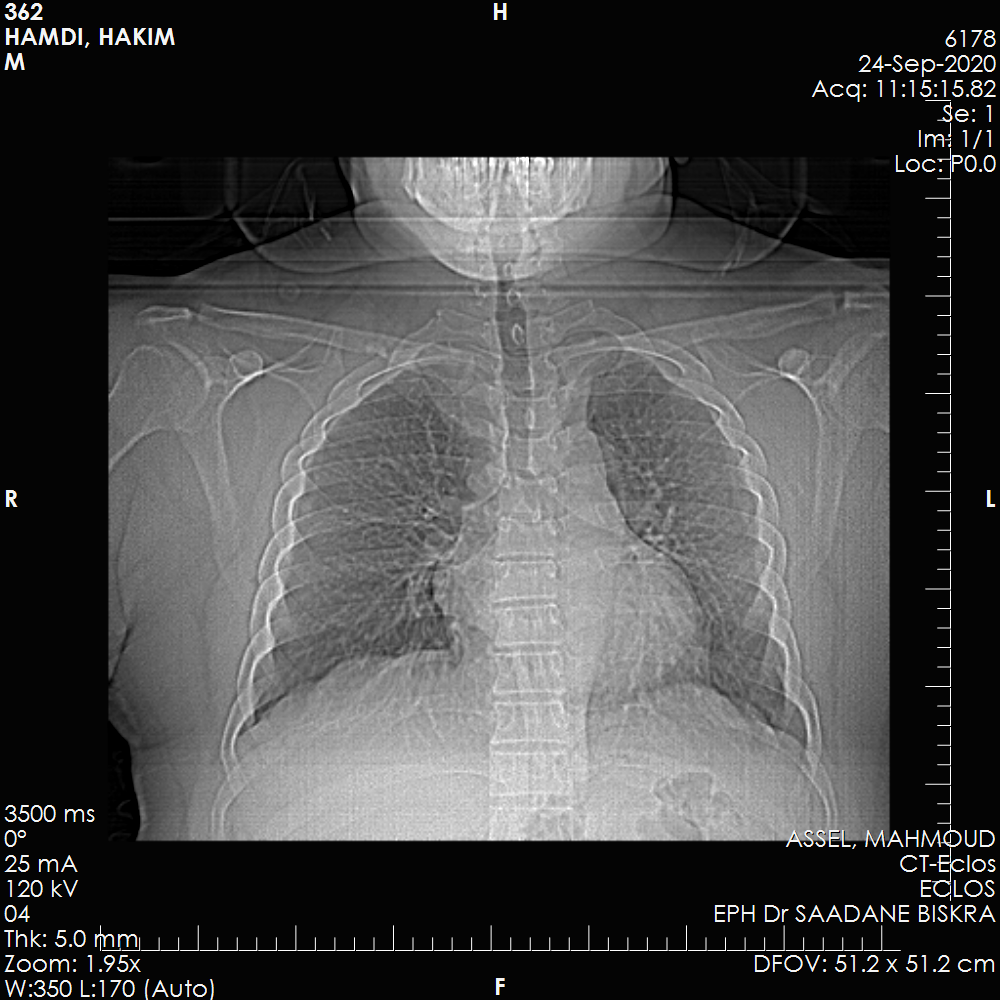 362
HAMDI, HAKIM
M
H
6178
24-Sep-2020
Acq: 11:15:15.82
Se: 1
Im: 1/1
Loc: P0.0
R
L
3500 ms
0°
25 mA
120 kV
04
Thk: 5.0 mm
Zoom: 1.95x
W:350 L:170 (Auto)
F
ASSEL, MAHMOUD
CT-Eclos
ECLOS
EPH Dr SAADANE BISKRA
DFOV: 51.2 x 51.2 cm